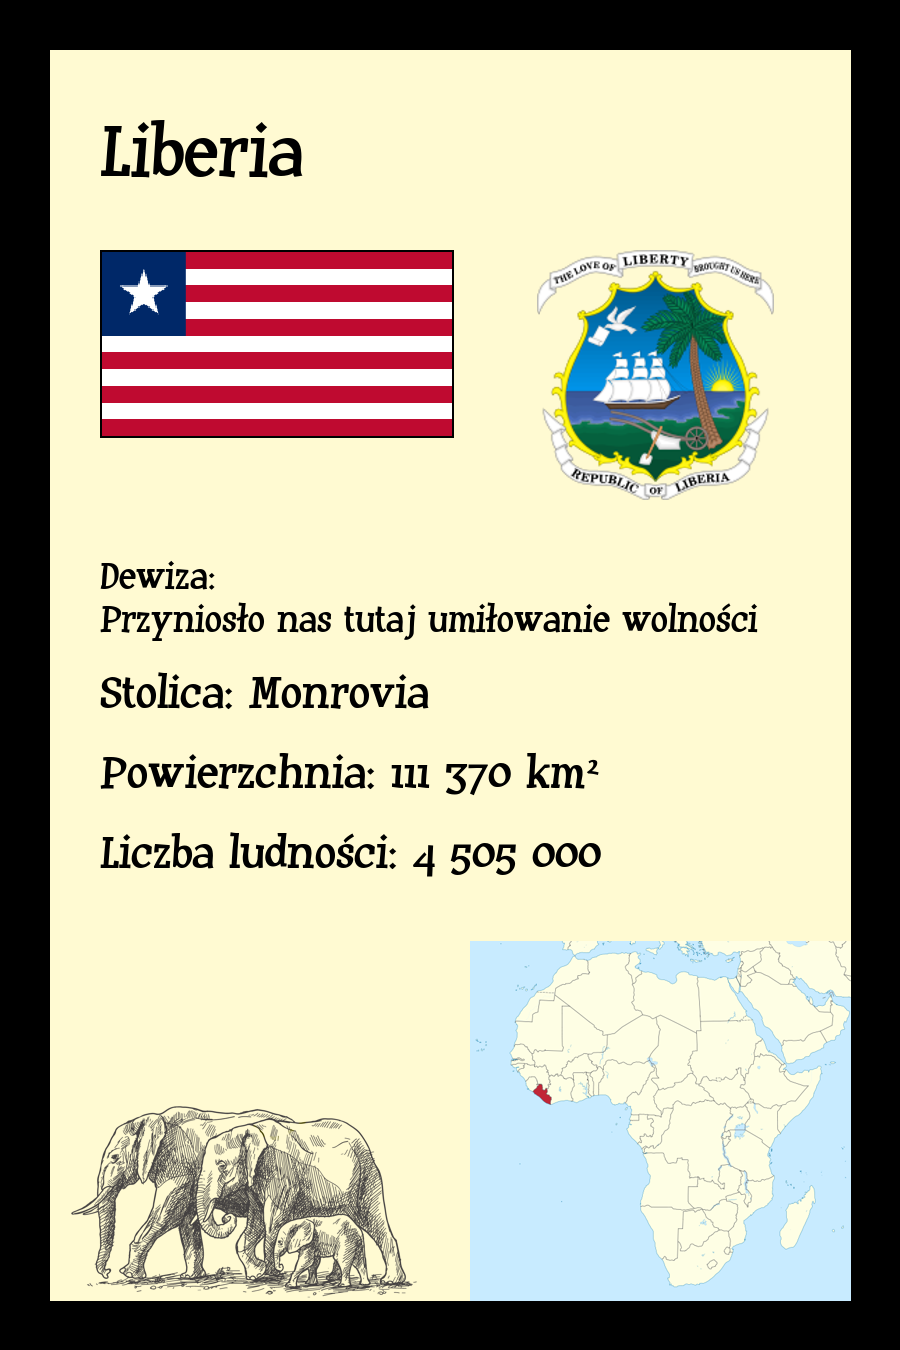 Liberia
THE LOVE OF LIBERTY BROUGHT US HERE
REPUBLIC OF LIBERIA
Dewiza:
Przyniosło nas tutaj umiłowanie wolności
Stolica: Monrovia
Powierzchnia: 111 370 km²
Liczba ludności: 4 505 000